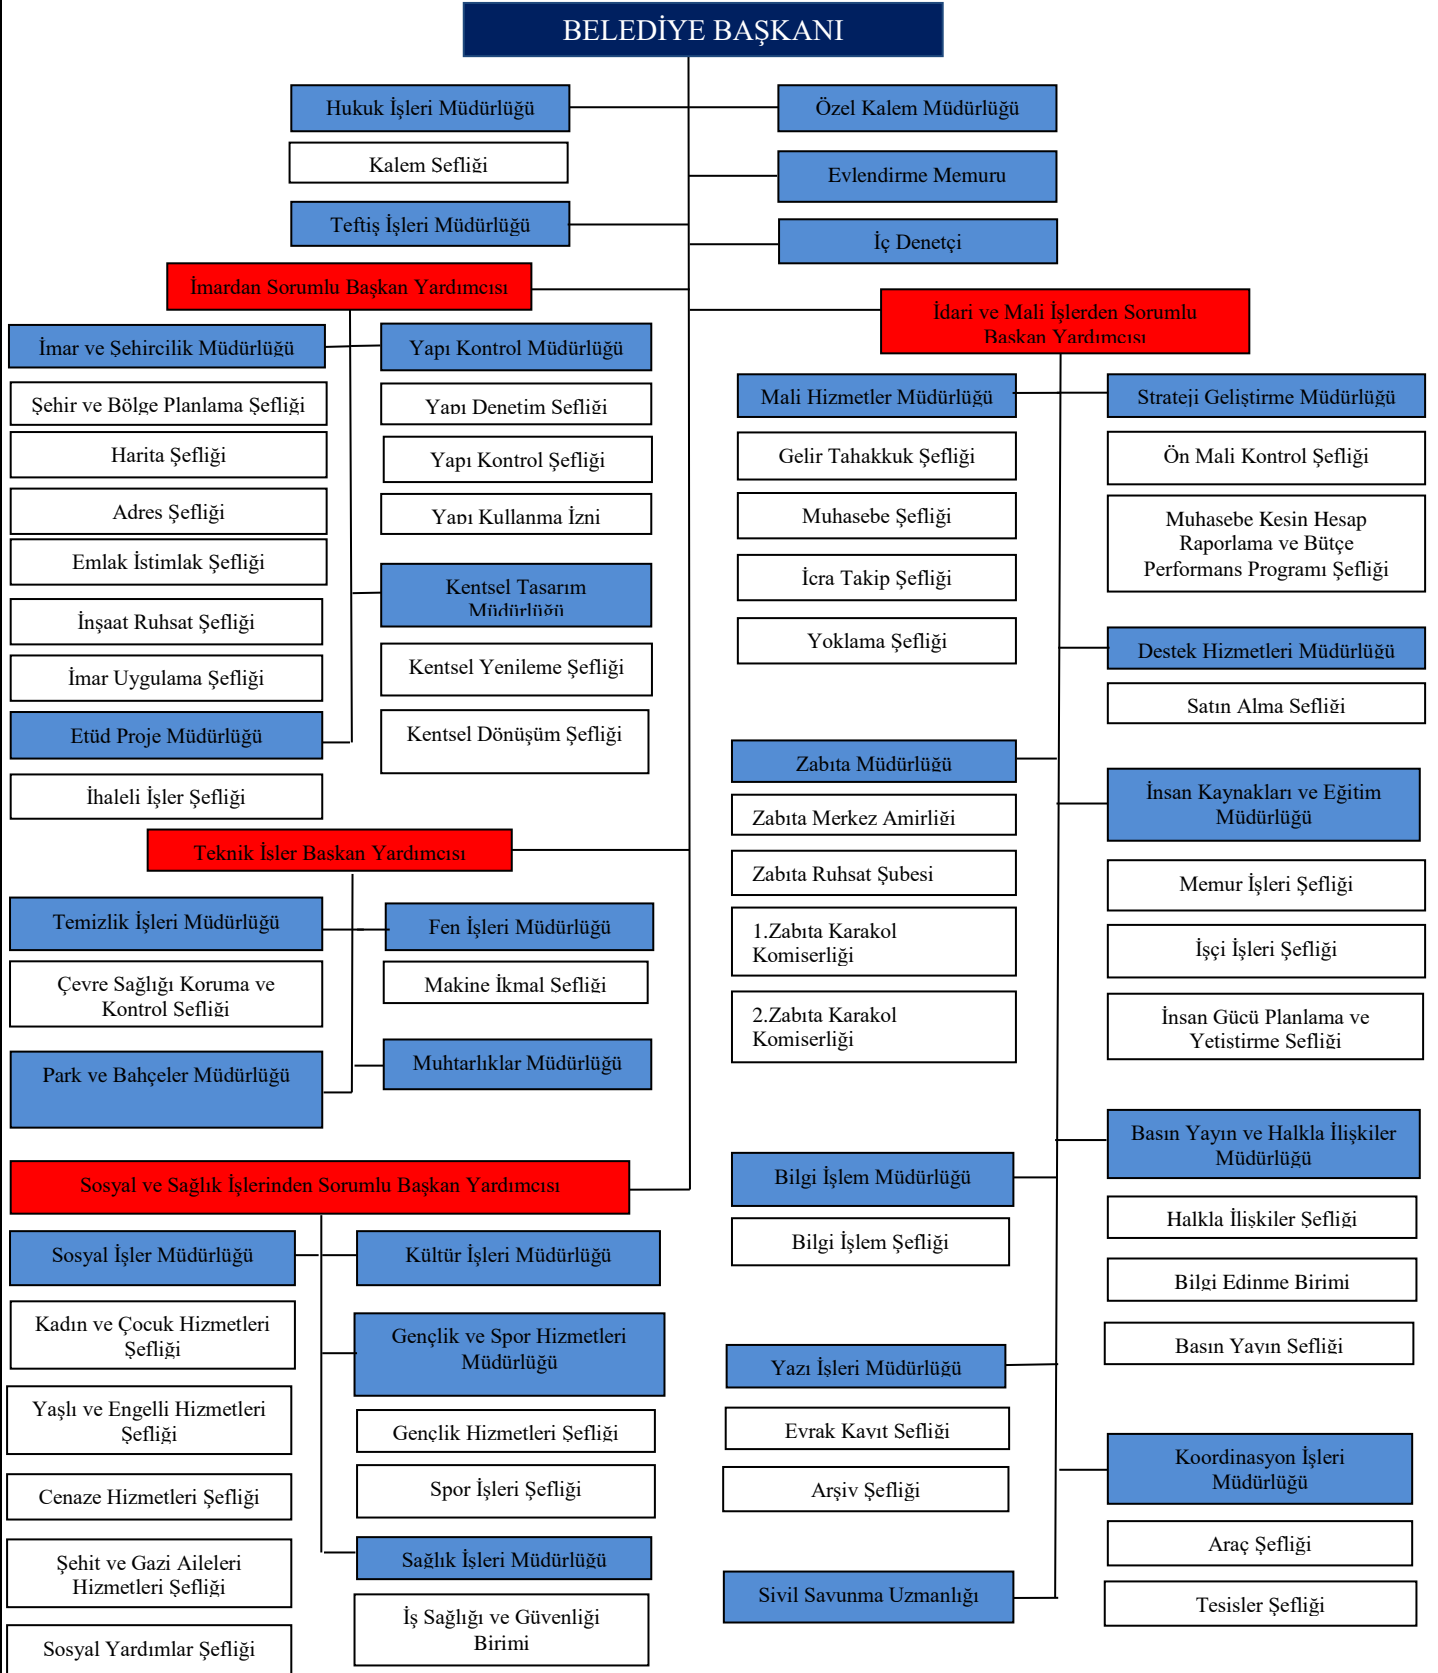 BELEDİYE BAŞKANI
Hukuk İşleri Müdürlüğü
Özel Kalem Müdürlüğü
Kalem Şefliği
Evlendirme Memuru
Teftiş İşleri Müdürlüğü
İç Denetçi
İmardan Sorumlu Başkan Yardımcısı
İmar ve Şehircilik Müdürlüğü
Yapı Kontrol Müdürlüğü
Şehir ve Bölge Planlama Şefliği
Yapı Denetim Şefliği
Harita Şefliği
Yapı Kontrol Şefliği
Adres Şefliği
Yapı Kullanma İzni
Emlak İstimlak Şefliği
Kentsel Tasarım
Müdürlüğü
İnşaat Ruhsat Şefliği
Kentsel Yenileme Şefliği
İmar Uygulama Şefliği
Kentsel Dönüşüm Şefliği
Etüd Proje Müdürlüğü
İhaleli İşler Şefliği
Teknik İşler Başkan Yardımcısı
Temizlik İşleri Müdürlüğü
Fen İşleri Müdürlüğü
Çevre Sağlığı Koruma ve
Kontrol Şefliği
Makine İkmal Şefliği
Park ve Bahçeler Müdürlüğü
Muhtarlıklar Müdürlüğü
Sosyal ve Sağlık İşlerinden Sorumlu Başkan Yardımcısı
Sosyal İşler Müdürlüğü
Kültür İşleri Müdürlüğü
Kadın ve Çocuk Hizmetleri
Şefliği
Gençlik ve Spor Hizmetleri
Müdürlüğü
Yaşlı ve Engelli Hizmetleri
Şefliği
Gençlik Hizmetleri Şefliği
Cenaze Hizmetleri Şefliği
Spor İşleri Şefliği
Şehit ve Gazi Aileleri
Hizmetleri Şefliği
Sağlık İşleri Müdürlüğü
Sosyal Yardımlar Şefliği
İş Sağlığı ve Güvenliği
Birimi
İdari ve Mali İşlerden Sorumlu
Başkan Yardımcısı
Mali Hizmetler Müdürlüğü
Strateji Geliştirme Müdürlüğü
Gelir Tahakkuk Şefliği
Ön Mali Kontrol Şefliği
Muhasebe Şefliği
Muhasebe Kesin Hesap
Raporlama ve Bütçe
Performans Programı Şefliği
İcra Takip Şefliği
Yoklama Şefliği
Destek Hizmetleri Müdürlüğü
Satın Alma Şefliği
Zabıta Müdürlüğü
İnsan Kaynakları ve Eğitim
Müdürlüğü
Zabıta Merkez Amirliği
Zabıta Ruhsat Şubesi
Memur İşleri Şefliği
1.Zabıta Karakol
Komiserliği
İşçi İşleri Şefliği
2.Zabıta Karakol
Komiserliği
İnsan Gücü Planlama ve
Yetiştirme Şefliği
Basın Yayın ve Halkla İlişkiler
Müdürlüğü
Bilgi İşlem Müdürlüğü
Halkla İlişkiler Şefliği
Bilgi İşlem Şefliği
Bilgi Edinme Birimi
Basın Yayın Şefliği
Yazı İşleri Müdürlüğü
Evrak Kayıt Şefliği
Koordinasyon İşleri
Müdürlüğü
Arşiv Şefliği
Araç Şefliği
Sivil Savunma Uzmanlığı
Tesisler Şefliği